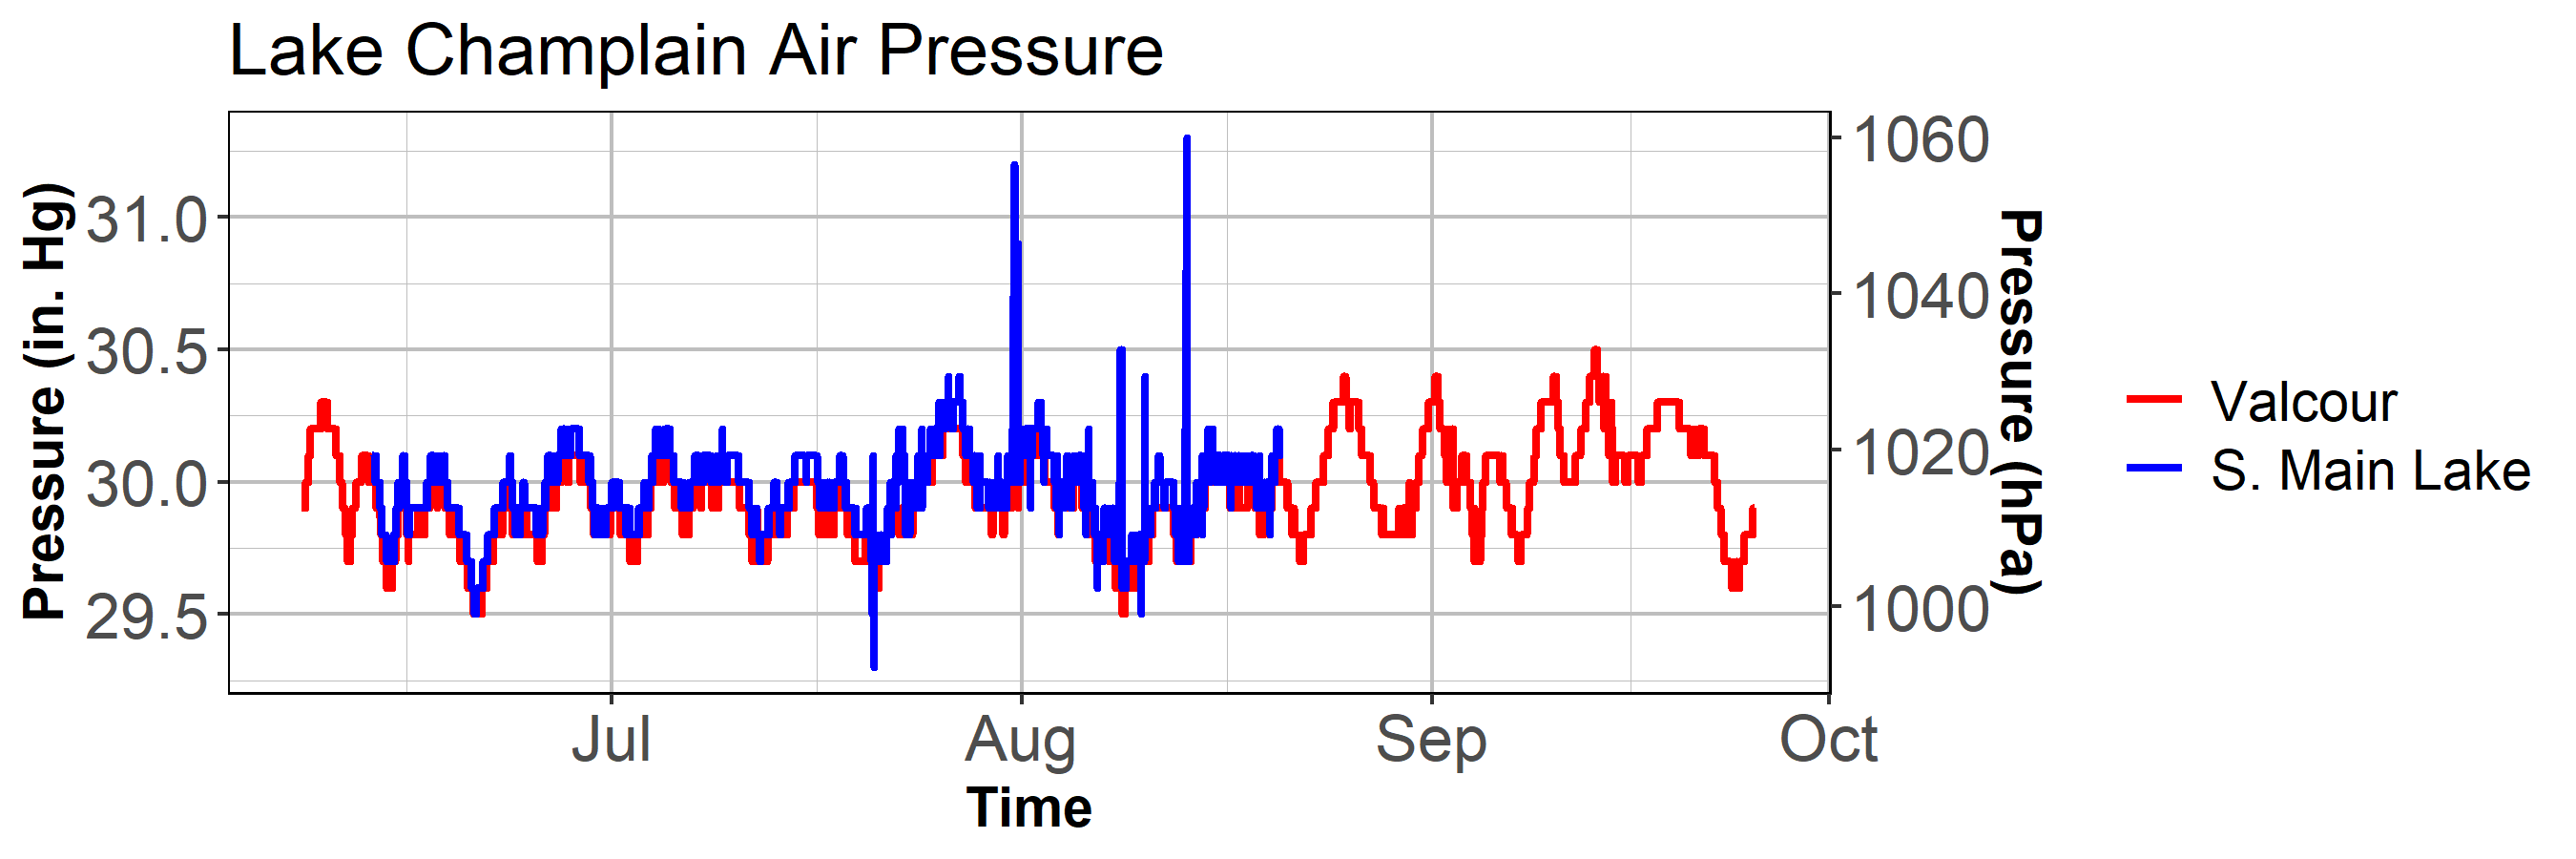 Lake Champlain Air Pressure
Pressure (in. Hg)
31.0
30.5
30.0
29.5
1060
1040
1020
1000
Pressure (hPa)
Valcour
S. Main Lake
Jul
Aug
Sep
Oct
Time